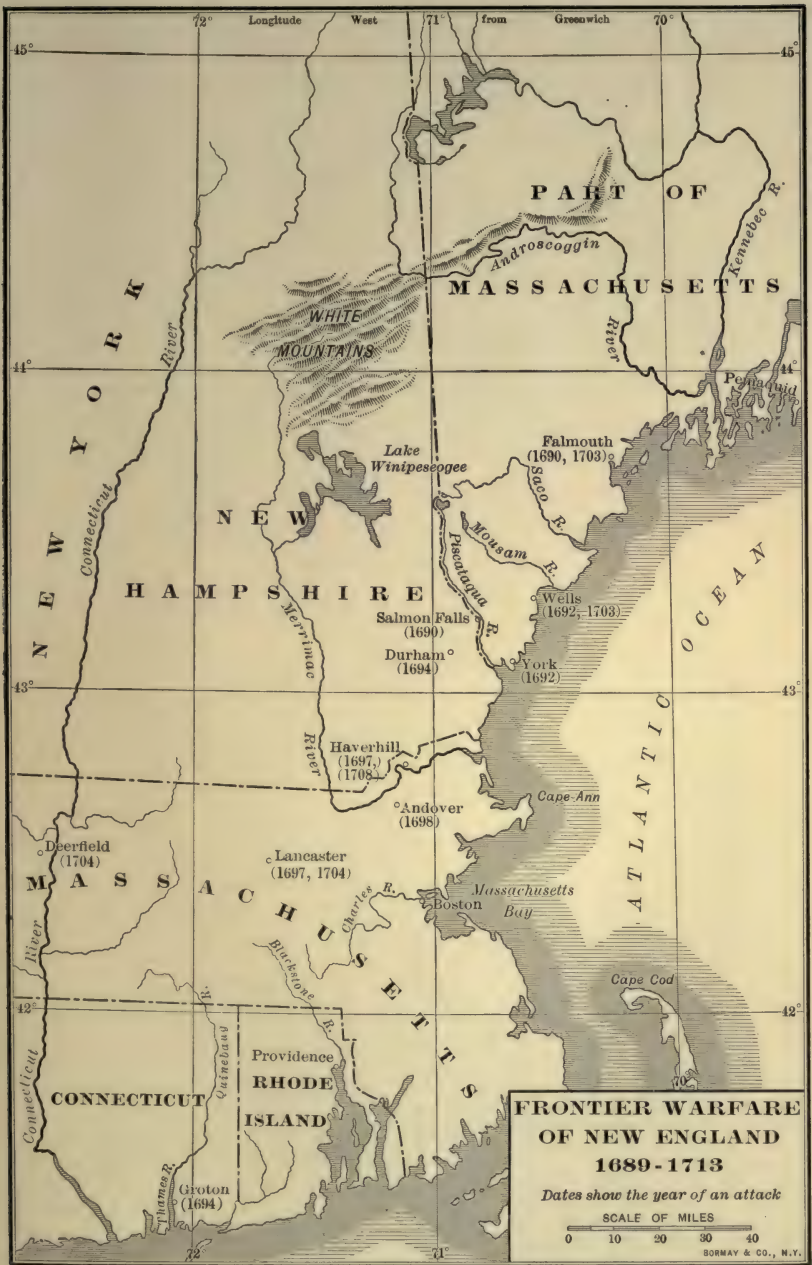 72° Longitude West 71° from Greenwich 70°
45° 45°
PART OF
MASSACHUSETTS
Kennebec R.
Androscoggin
River
WHITE
MOUNTAINS
NEW YORK
Connecticut
River
44° 44°
Pemaquid
Falmouth
(1690, 1703)
Lake
Winipeseogee
Saco R.
NEW
HAMPSHIRE
Mousam R.
Piscataqua R.
Merrimac
River
Wells
(1692, 1703)
Salmon Falls
(1690)
Durham
(1694)
York
(1692)
43° 43°
ATLANTIC OCEAN
Haverhill
(1697,
1708)
Andover
(1698)
Cape Ann
Deerfield
(1704)
Lancaster
(1697, 1704)
MASSACHUSETTS
Charles R.
Boston
Massachusetts
Bay
River
Connecticut
Blackstone R.
Cape Cod
42° 42°
Quinebaug R.
Providence
RHODE
ISLAND
CONNECTICUT
Thames R.
Groton
(1694)
72° 71° 70°
FRONTIER WARFARE
OF NEW ENGLAND
1689-1713
Dates show the year of an attack
SCALE OF MILES
0 10 20 30 40
BORMAY & CO., N.Y.